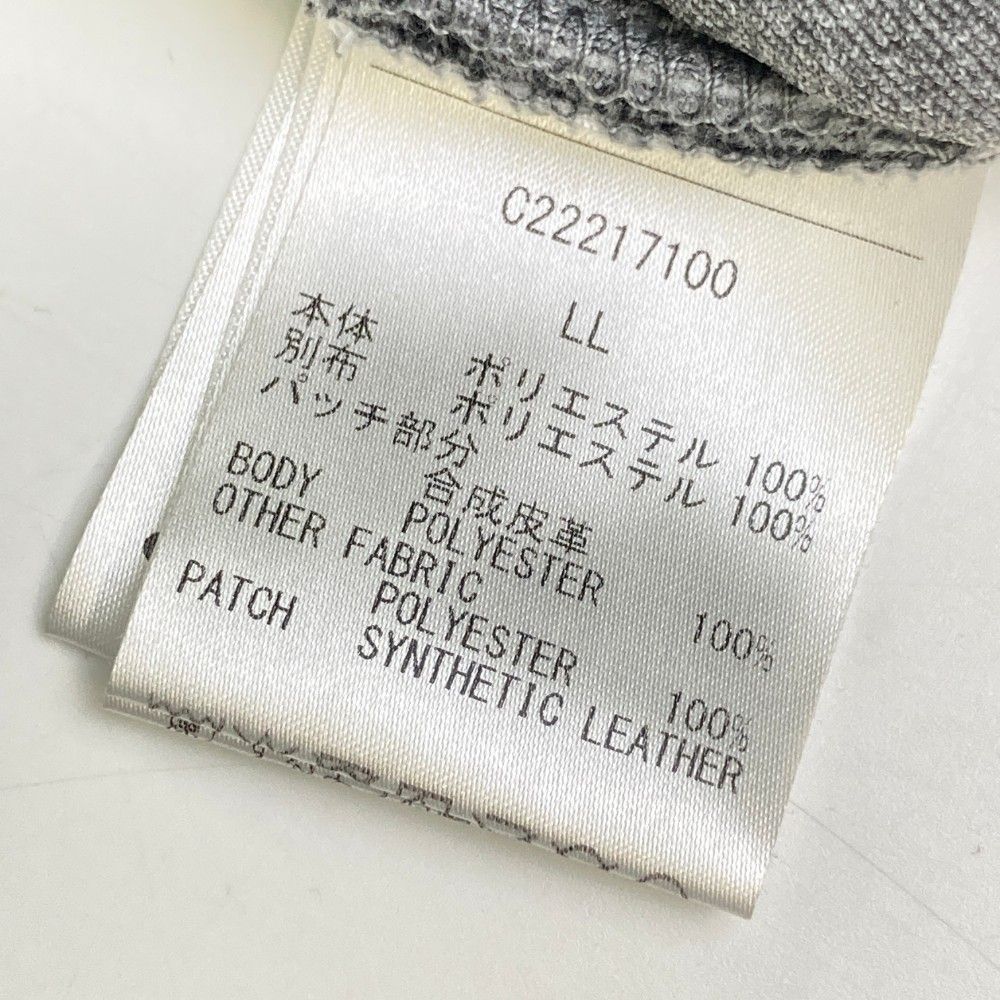 C22217100
LL
本体 ポリエステル 100%
別布 ポリエステル 100%
パッチ部分 合成皮革
BODY POLYESTER 100%
OTHER FABRIC
POLYESTER 100%
PATCH SYNTHETIC LEATHER